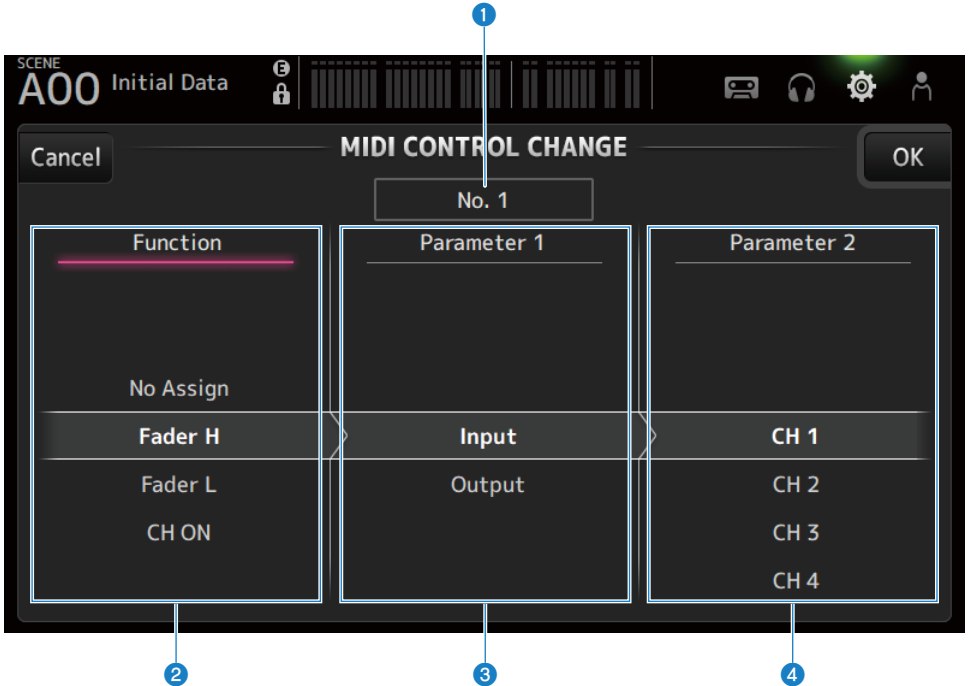 1
SCENE
A00 Initial Data E
Cancel
MIDI CONTROL CHANGE
OK
No. 1
Function
Parameter 1
Parameter 2
No Assign
Fader H
Input
CH 1
Fader L
Output
CH 2
CH ON
CH 3
CH 4
2
3
4